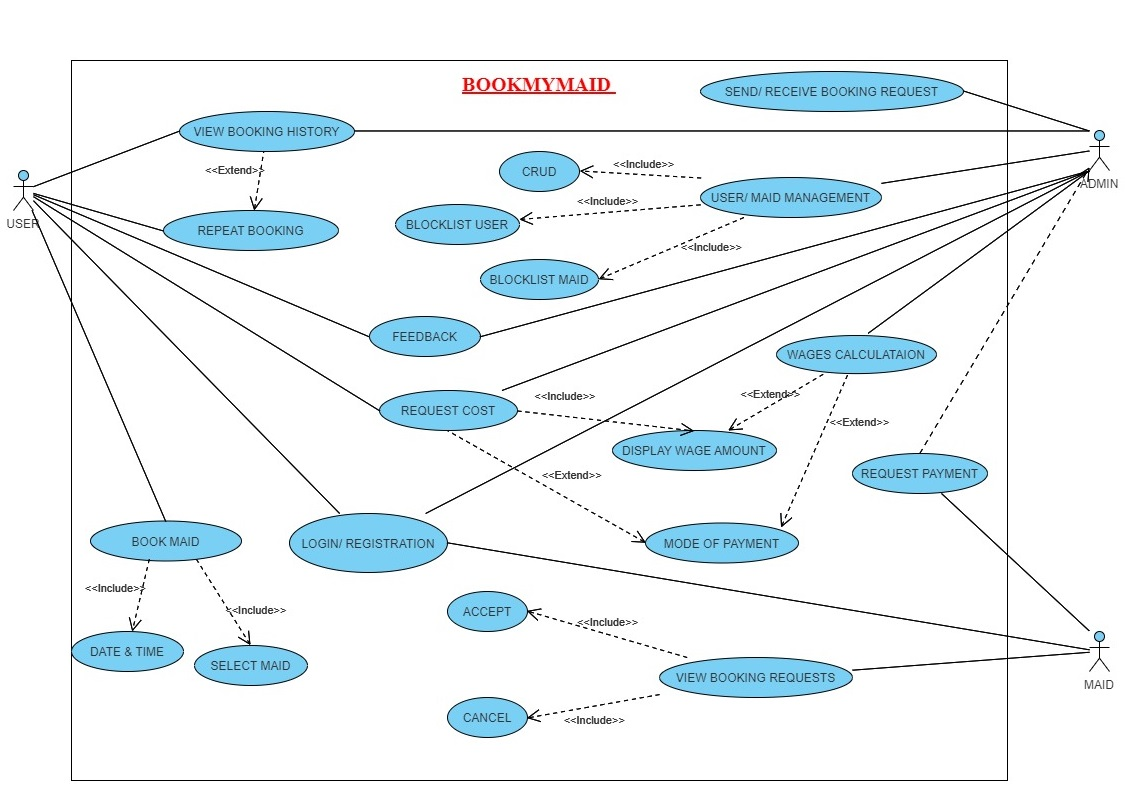 BOOKMYMAID
SEND/ RECEIVE BOOKING REQUEST
VIEW BOOKING HISTORY
<<Extend>>
REPEAT BOOKING
USER
ADMIN
CRUD
<<Include>>
USER/ MAID MANAGEMENT
<<Include>>
BLOCKLIST USER
<<Include>>
BLOCKLIST MAID
FEEDBACK
WAGES CALCULATAION
REQUEST COST
<<Include>>
<<Extend>>
<<Extend>>
DISPLAY WAGE AMOUNT
<<Extend>>
REQUEST PAYMENT
BOOK MAID
LOGIN/ REGISTRATION
MODE OF PAYMENT
<<Include>>
<<Include>>
ACCEPT
<<Include>>
DATE & TIME
SELECT MAID
VIEW BOOKING REQUESTS
MAID
CANCEL
<<Include>>